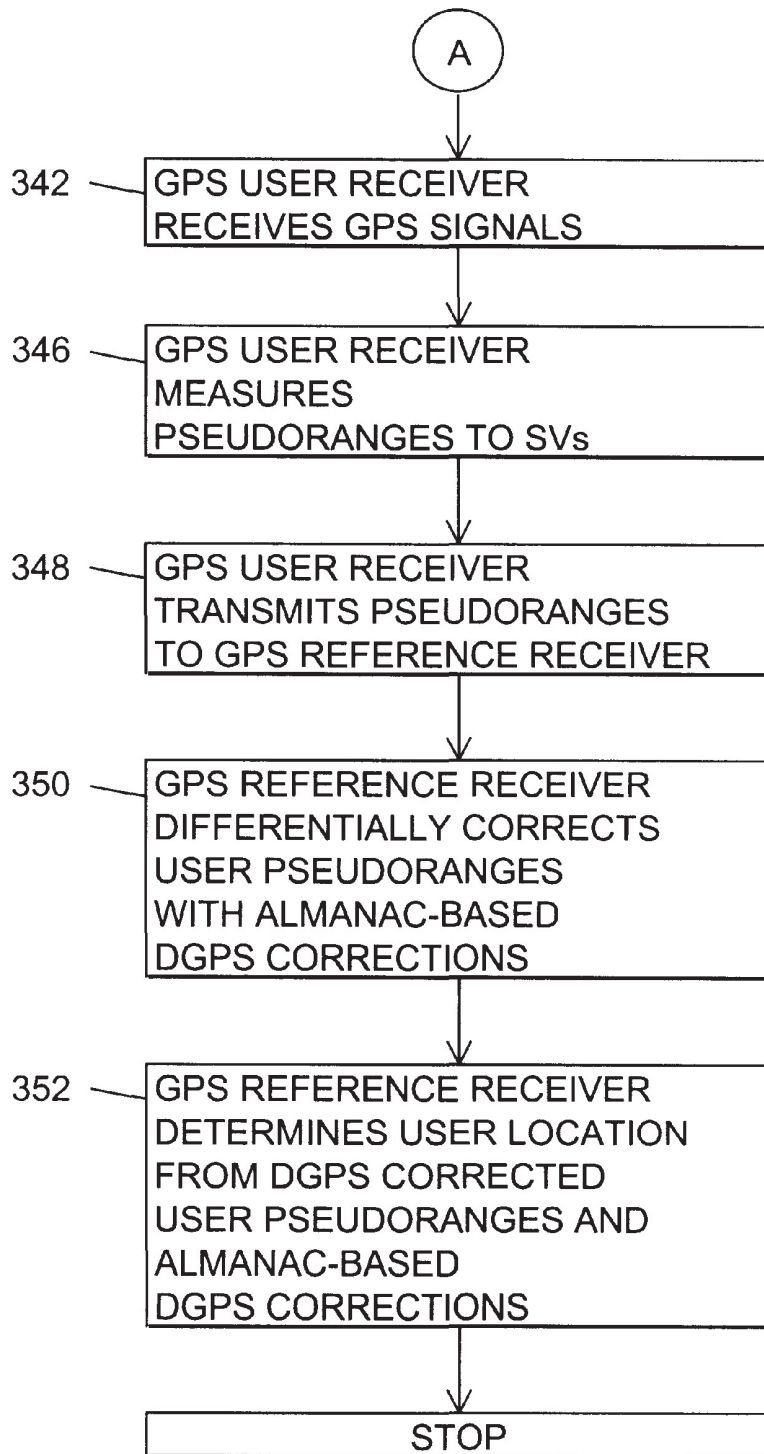 A
342
GPS USER RECEIVER
RECEIVES GPS SIGNALS
346
GPS USER RECEIVER
MEASURES
PSEUDORANGES TO SVs
348
GPS USER RECEIVER
TRANSMITS PSEUDORANGES
TO GPS REFERENCE RECEIVER
350
GPS REFERENCE RECEIVER
DIFFERENTIALLY CORRECTS
USER PSEUDORANGES
WITH ALMANAC-BASED
DGPS CORRECTIONS
352
GPS REFERENCE RECEIVER
DETERMINES USER LOCATION
FROM DGPS CORRECTED
USER PSEUDORANGES AND
ALMANAC-BASED
DGPS CORRECTIONS
STOP